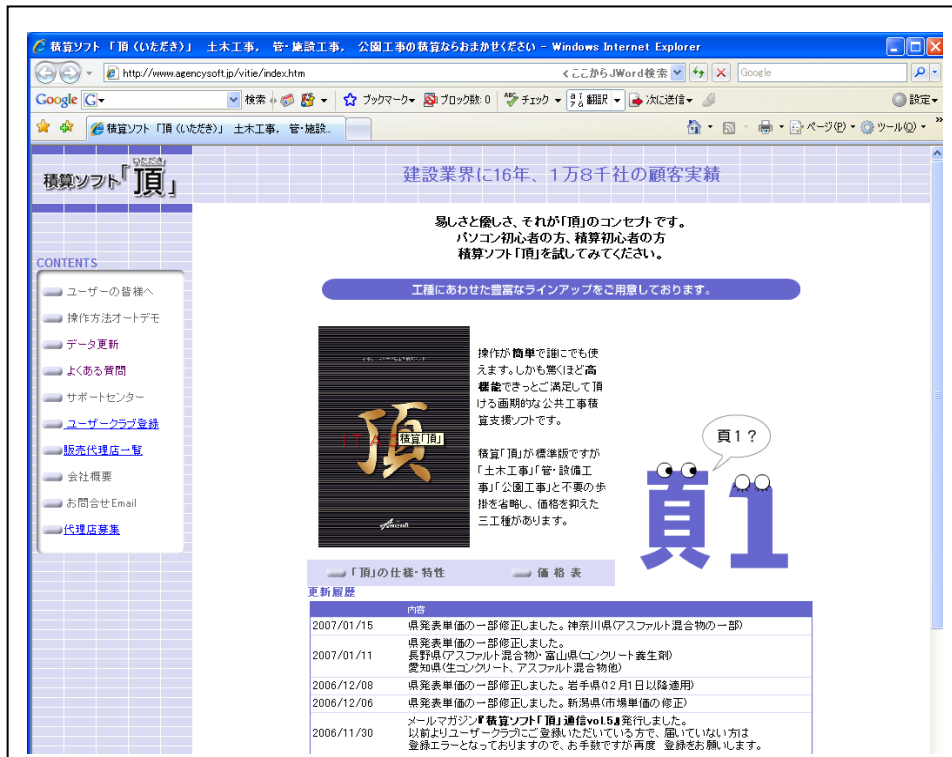 積算ソフト 「頂 (いただき)」 土木工事, 管・施設工事, 公園工事の積算ならおまかせください - Windows Internet Explorer
http://www.agencysoft.jp/vitie/index.htm
<ここからJWord検索
Google
Google
G
検索
ブックマーク
ブロック数: 0
チェック
翻訳
次に送信
設定
積算ソフト 「頂 (いただき)」 土木工事, 管・施設...
ページ(P)
ツール(O)
積算ソフト「頂」
いただき
建設業界に16年、1万8千社の顧客実績
易しさと優しさ、それが「頂」のコンセプトです。
パソコン初心者の方、積算初心者の方
積算ソフト「頂」を試してみてください。
CONTENTS
ユーザーの皆様へ
操作方法オートデモ
データ更新
よくある質問
サポートセンター
ユーザークラブ登録
販売代理店一覧
会社概要
お問合せEmail
代理店募集
工種にあわせた豊富なラインアップをご用意しております。
頂
積算「頂」
操作が簡単で誰にでも使
えます。しかも驚くほど高
機能できっとご満足して頂
ける画期的な公共工事積
算支援ソフトです。
積算「頂」が標準版ですが
「土木工事」「管・設備工
事」「公園工事」と不要の歩
掛を省略し、価格を抑えた
三工種があります。
頁1?
頁1
「頂」の仕様・特性
価 格 表
更新履歴
内容
2007/01/15 県発表単価の一部修正しました。神奈川県(アスファルト混合物の一部)
県発表単価の一部修正しました。
2007/01/11 長野県(アスファルト混合物)・富山県(コンクリート養生剤)
愛知県(生コンクリート、アスファルト混合物他)
2006/12/08 県発表単価の一部修正しました。岩手県(12月1日以降適用)
2006/12/06 県発表単価の一部修正しました。新潟県(市場単価の修正)
メールマガジン『積算ソフト「頂」通信vol.5』発行しました。
2006/11/30 以前よりユーザークラブにご登録いただいている方で、届いていない方は
登録エラーとなっておりますので、お手数ですが再度 登録をお願いします。